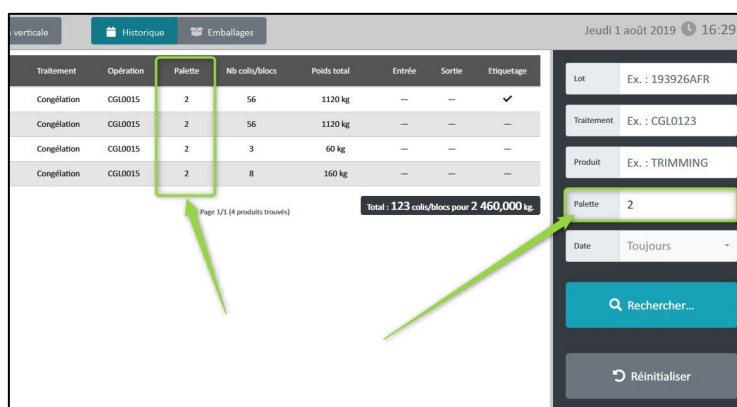 verticale Historique Emballages Jeudi 1 août 2019 16:29
Traitement Opération Palette Nb colis/blocs Poids total Entrée Sortie Etiquetage
Congélation CGL0015 2 56 1120 kg — — ✔
Congélation CGL0015 2 56 1120 kg — — —
Congélation CGL0015 2 3 60 kg — — —
Congélation CGL0015 2 8 160 kg — — —
Page 1/1 (4 produits trouvés)
Total : 123 colis/blocs pour 2 460,000 kg.
Lot Ex. : 193926AFR
Traitement Ex. : CGL0123
Produit Ex. : TRIMMING
Palette 2
Date Toujours
Rechercher...
Réinitialiser